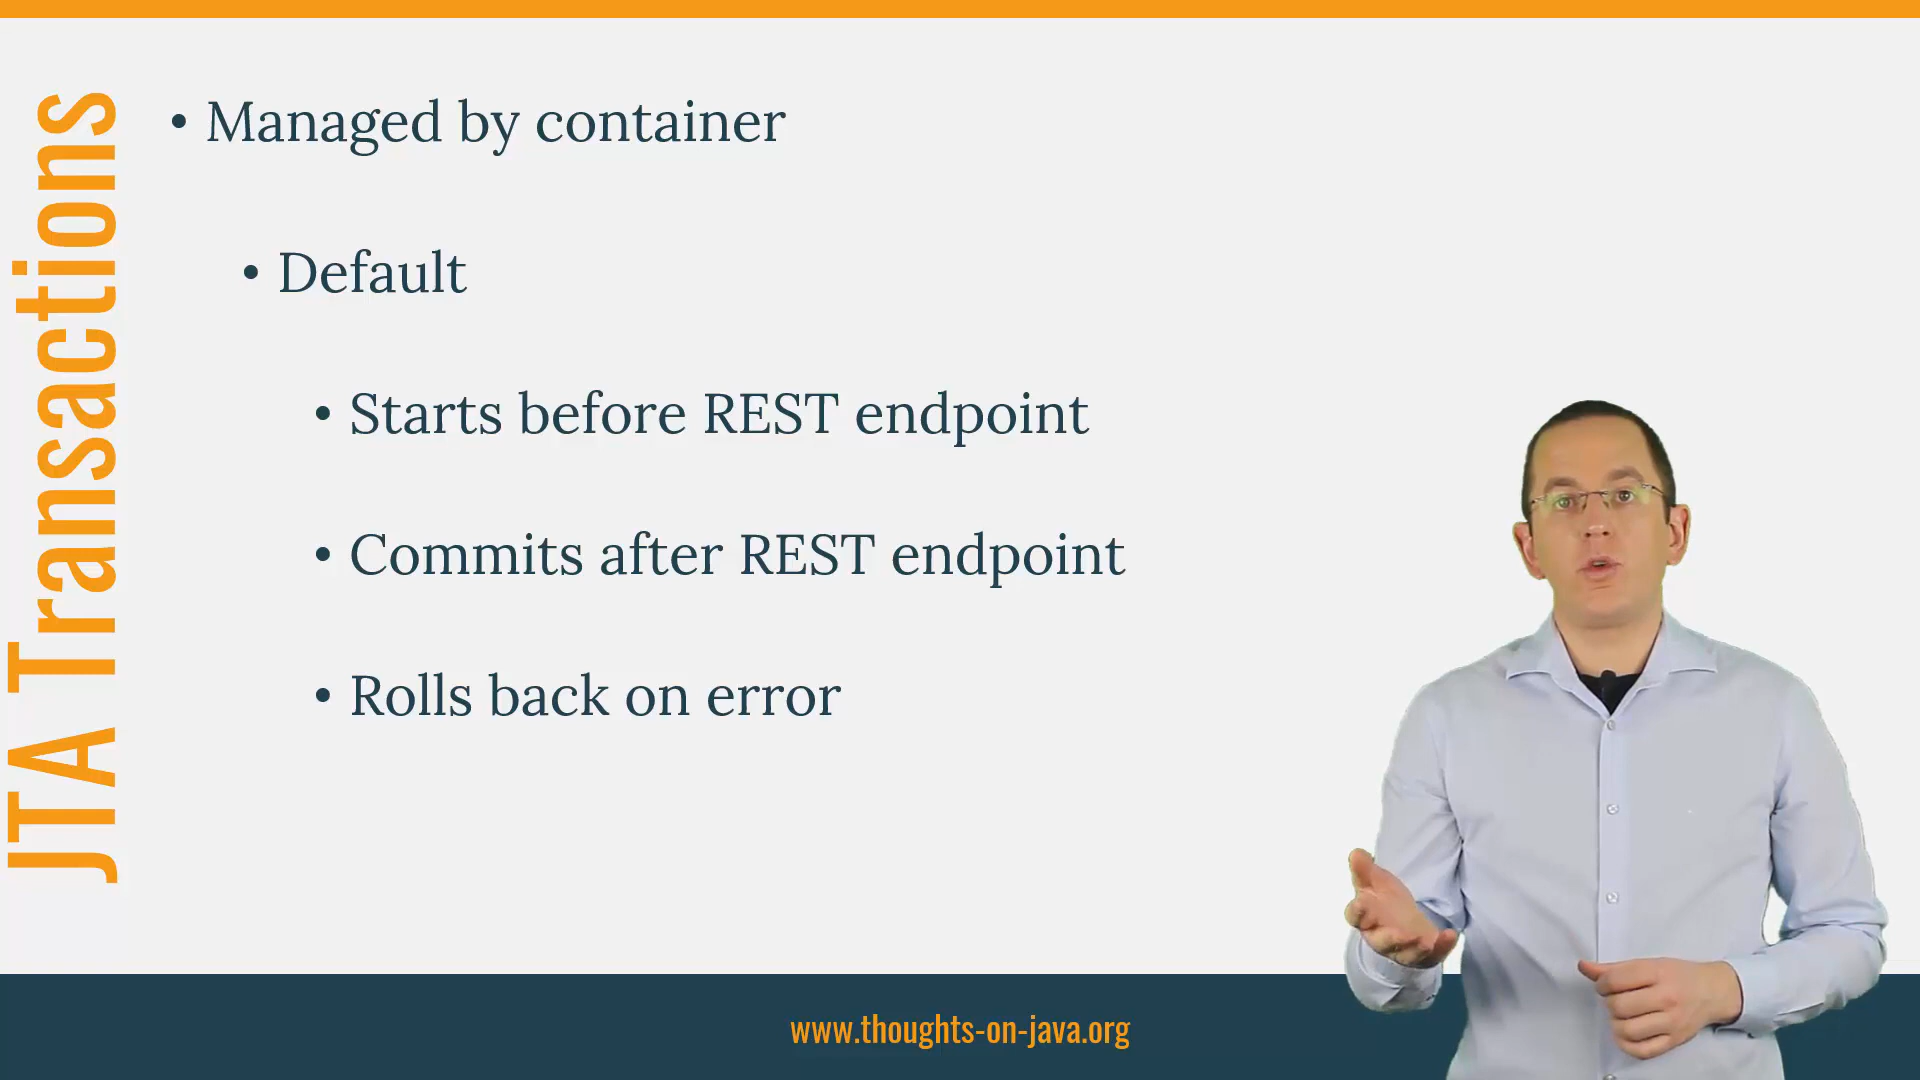 JTA Transactions
• Managed by container
• Default
• Starts before REST endpoint
• Commits after REST endpoint
• Rolls back on error
www.thoughts-on-java.org